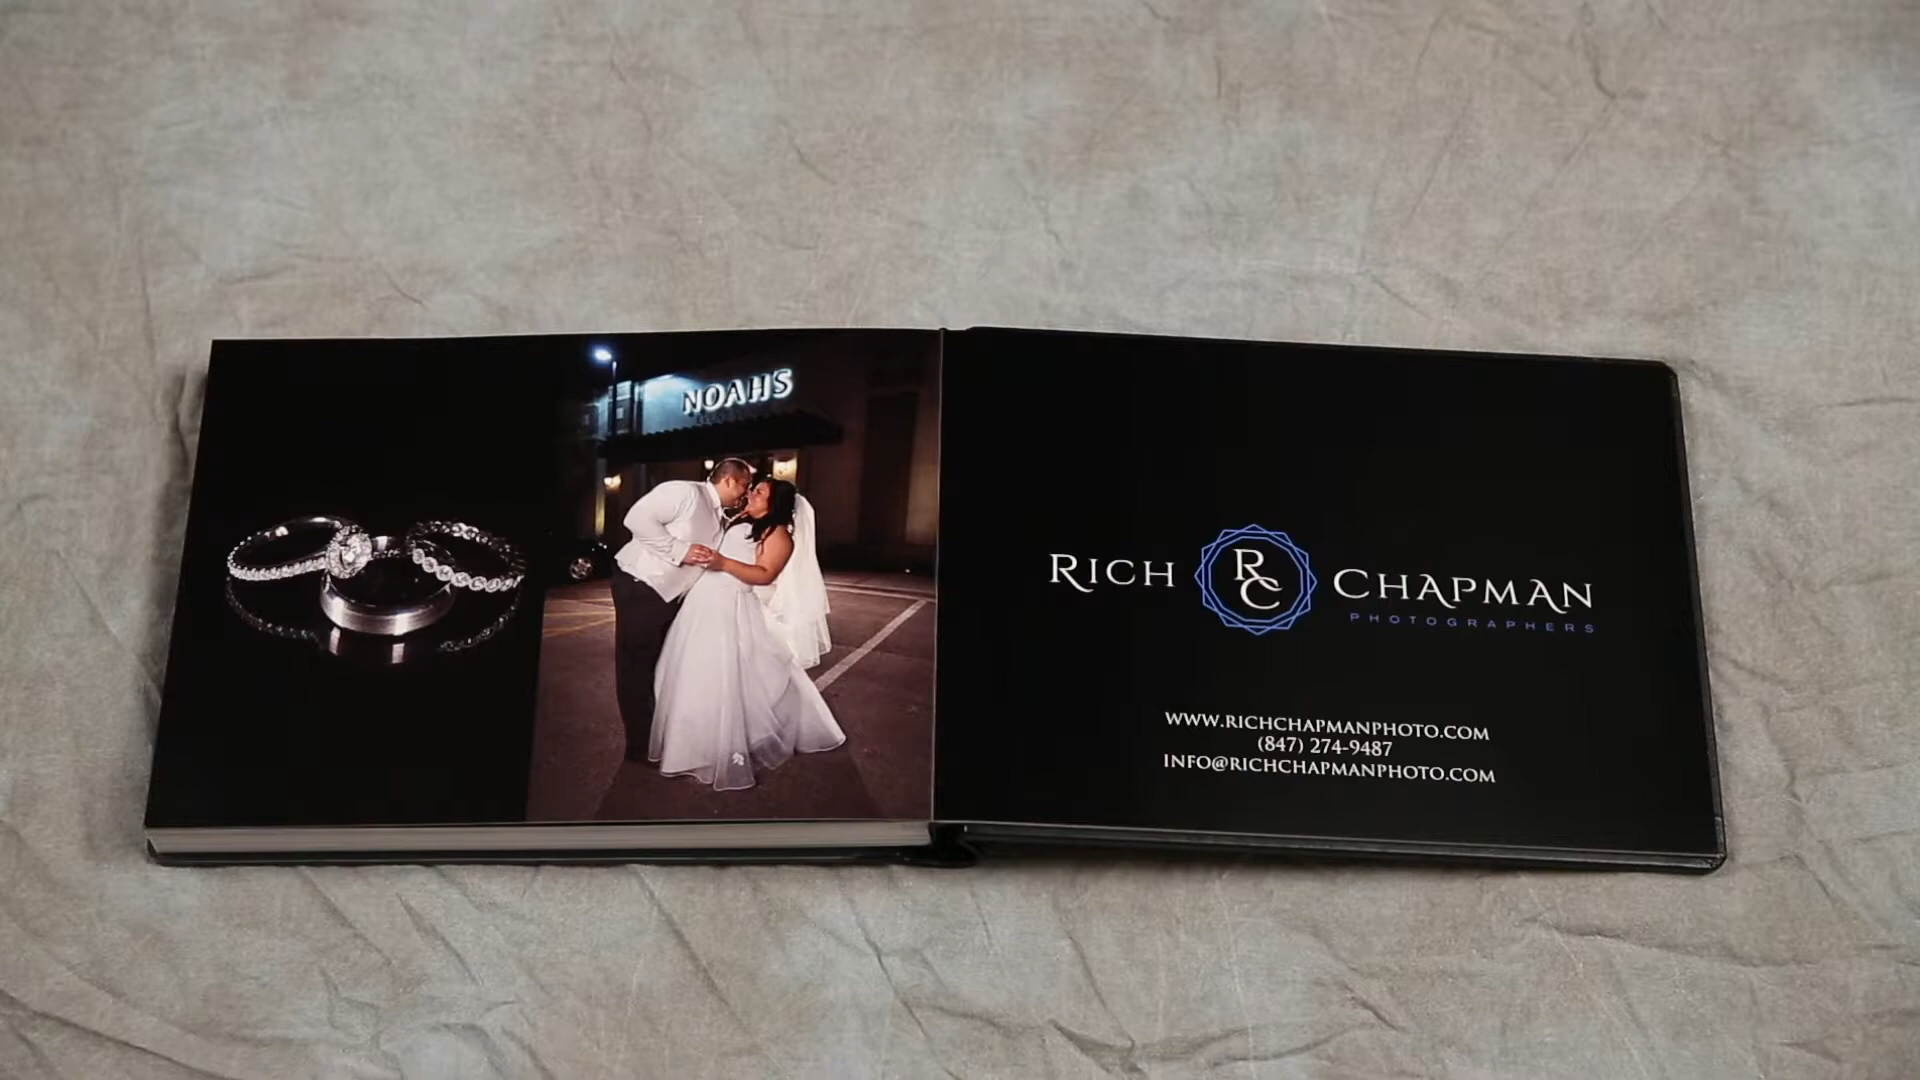 NOAHS
RICH RC CHAPMAN
PHOTOGRAPHERS
WWW.RICHCHAPMANPHOTO.COM
(847) 274-9487
INFO@RICHCHAPMANPHOTO.COM